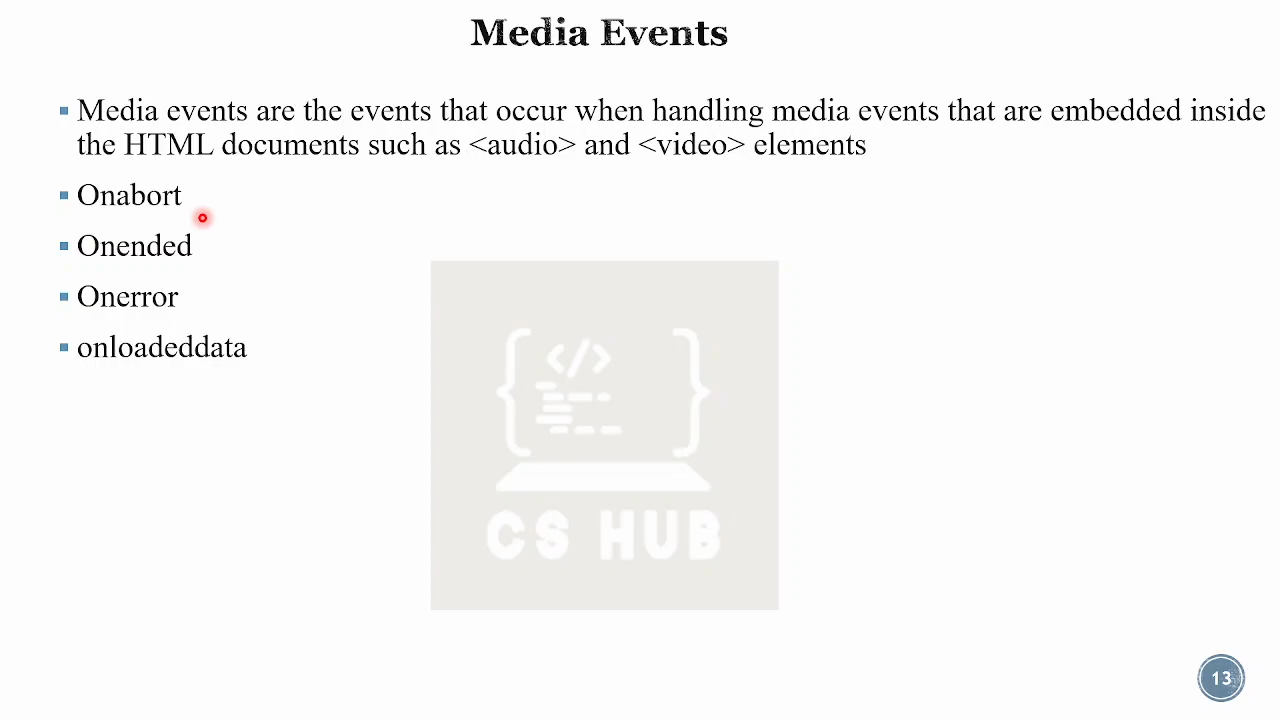 Media Events
Media events are the events that occur when handling media events that are embedded inside
the HTML documents such as <audio> and <video> elements
Onabort
Onended
Onerror
onloadeddata
</>
CS HUB
13